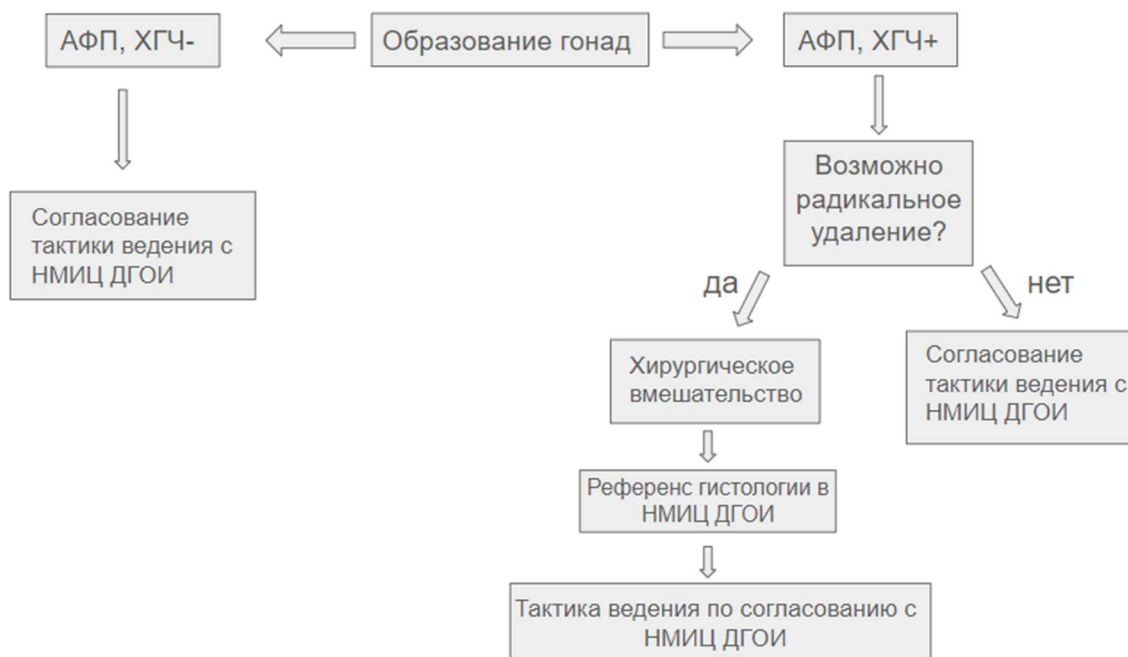 АФП, ХГЧ-
Образование гонад
АФП, ХГЧ+
Согласование
тактики ведения с
НМИЦ ДГОИ
Возможно
радикальное
удаление?
да
нет
Хирургическое
вмешательство
Согласование
тактики ведения с
НМИЦ ДГОИ
Референс гистологии в
НМИЦ ДГОИ
Тактика ведения по согласованию с
НМИЦ ДГОИ